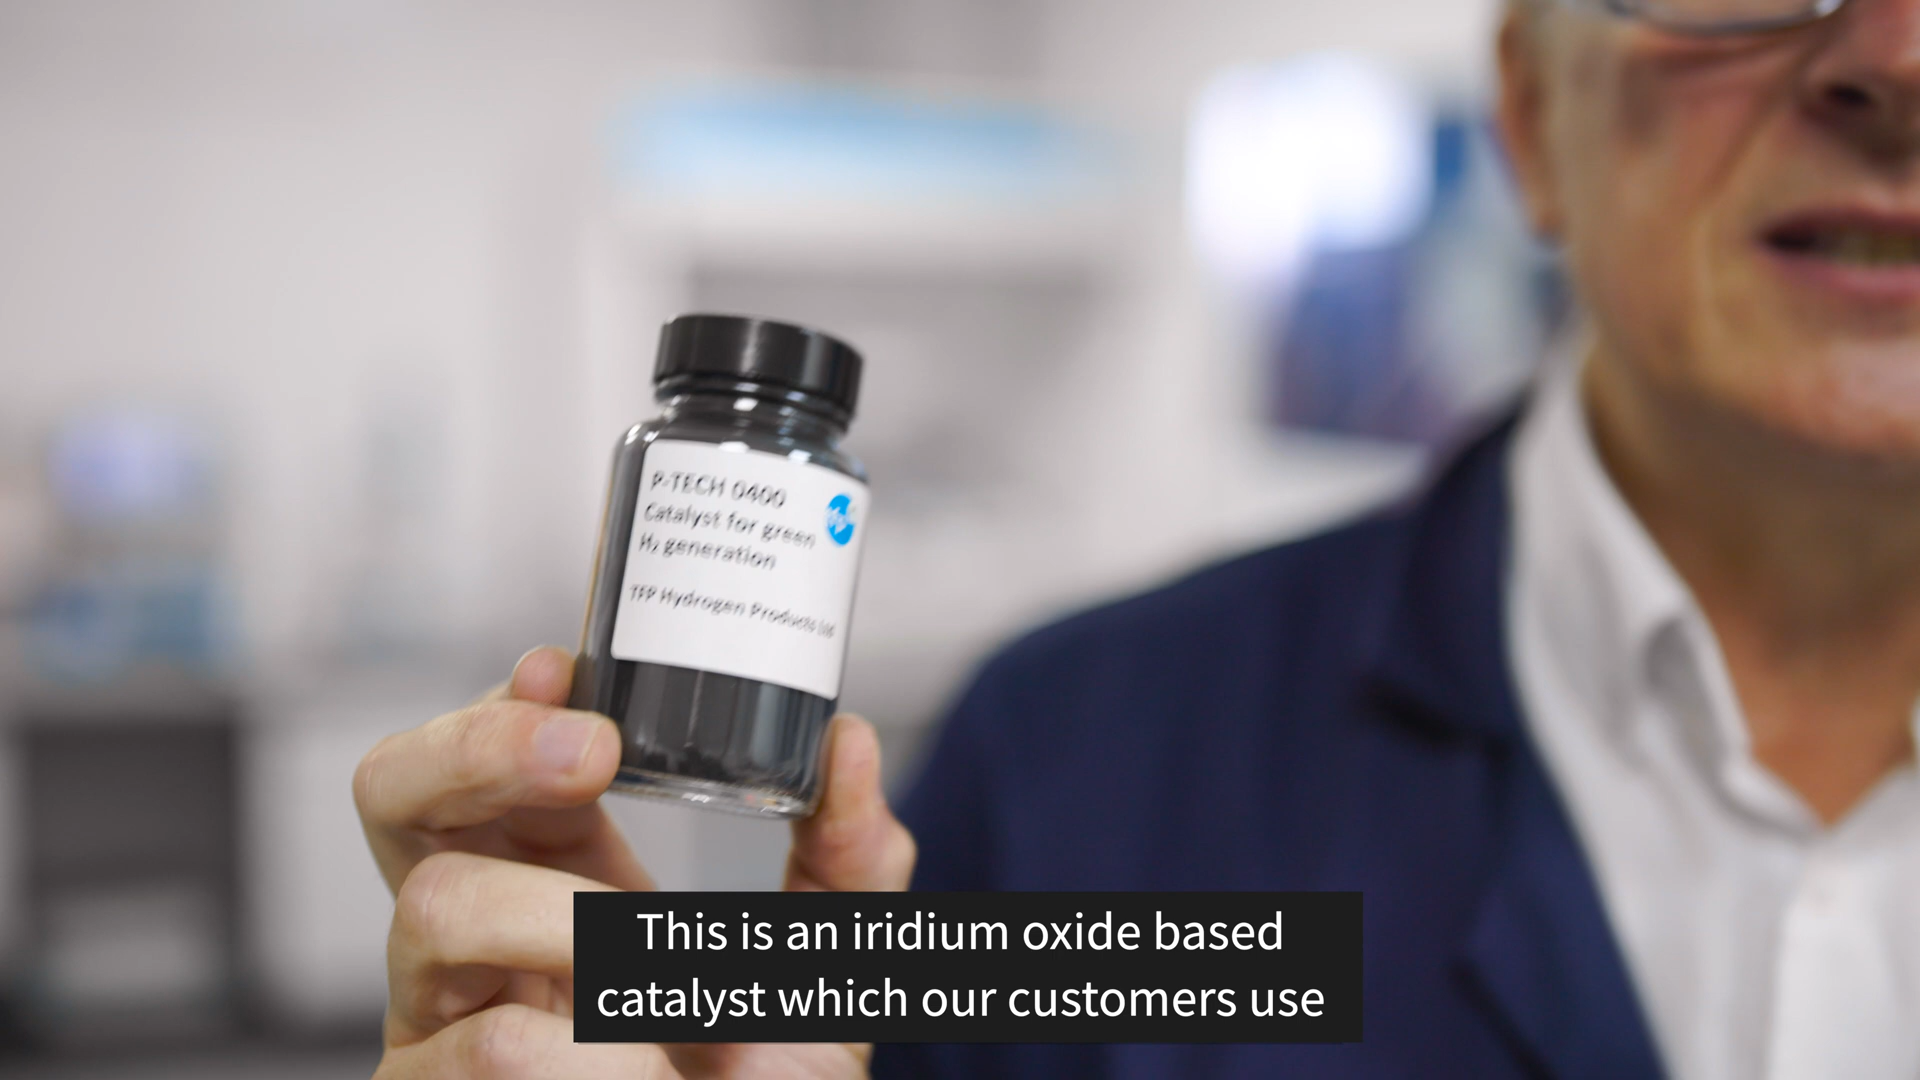 P-TECH 0400
Catalyst for green
H₂ generation
TFP Hydrogen Products Ltd
This is an iridium oxide based
catalyst which our customers use